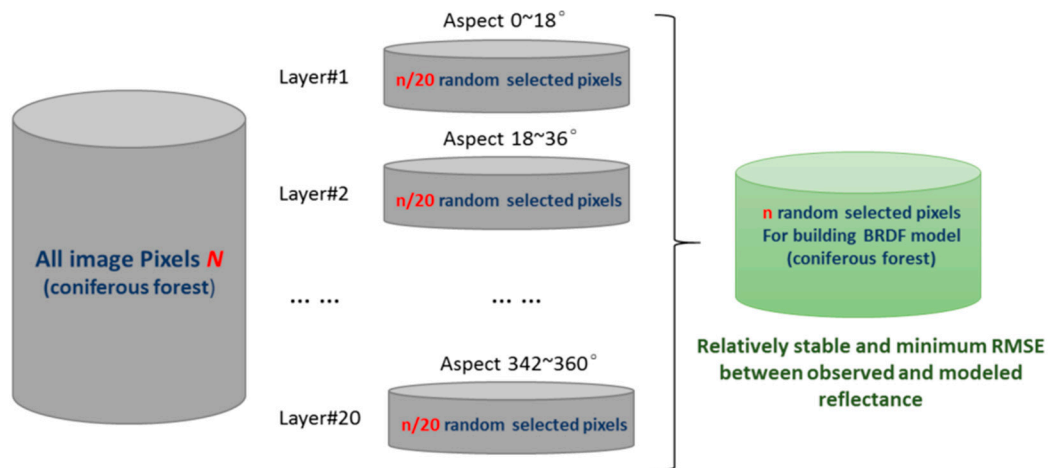 All image Pixels N
(coniferous forest)
Aspect 0~18°
Layer#1
n/20 random selected pixels
Aspect 18~36°
Layer#2
n/20 random selected pixels
... ...
... ...
Aspect 342~360°
Layer#20
n/20 random selected pixels
n random selected pixels
For building BRDF model
(coniferous forest)
Relatively stable and minimum RMSE
between observed and modeled
reflectance